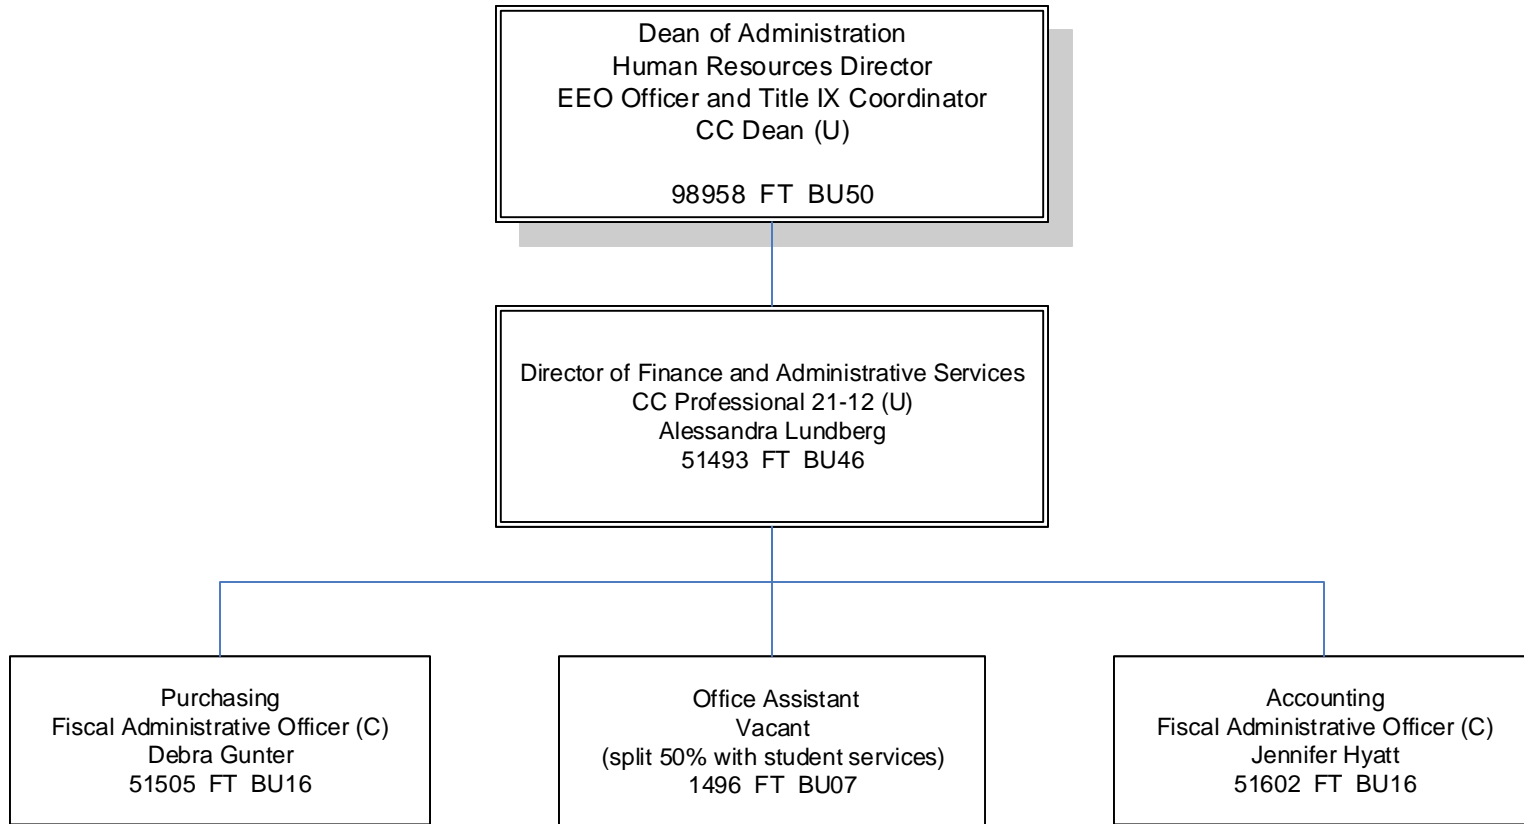 Dean of Administration
Human Resources Director
EEO Officer and Title IX Coordinator
CC Dean (U)
98958 FT BU50
Director of Finance and Administrative Services
CC Professional 21-12 (U)
Alessandra Lundberg
51493 FT BU46
Purchasing
Fiscal Administrative Officer (C)
Debra Gunter
51505 FT BU16
Office Assistant
Vacant
(split 50% with student services)
1496 FT BU07
Accounting
Fiscal Administrative Officer (C)
Jennifer Hyatt
51602 FT BU16